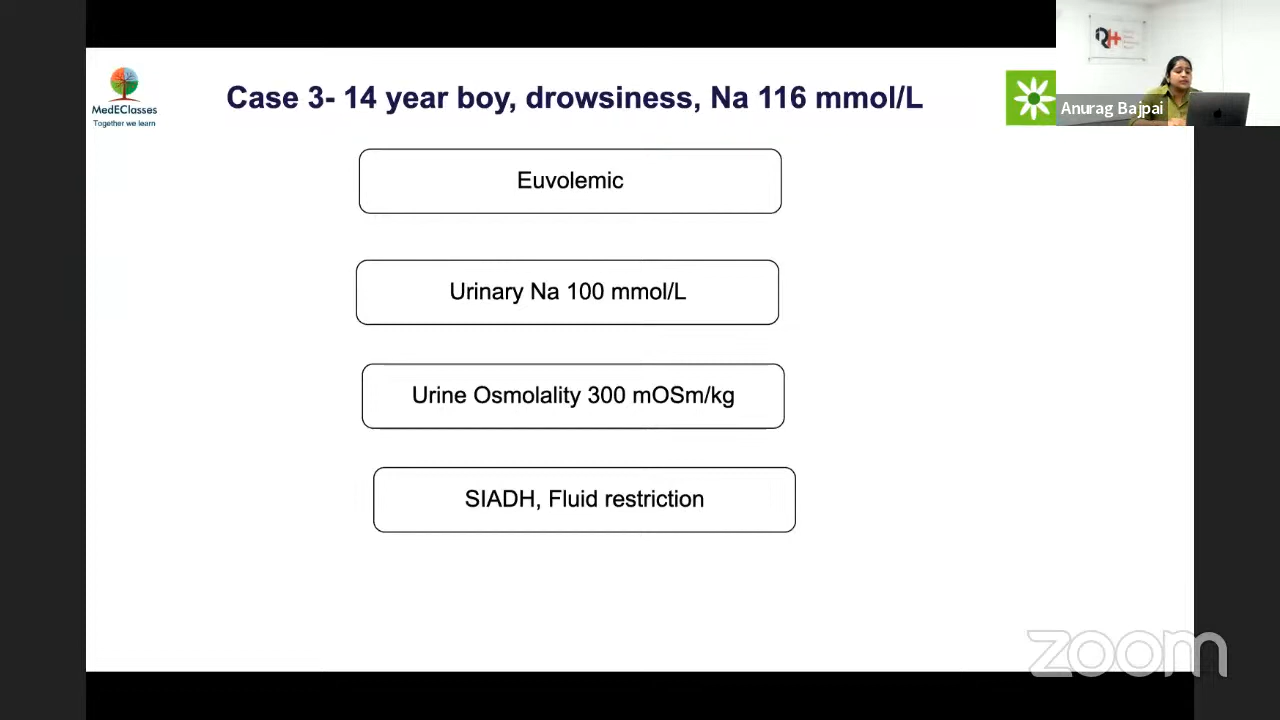 MedEClasses
Together we learn
Case 3- 14 year boy, drowsiness, Na 116 mmol/L
Anurag Bajpai
Euvolemic
Urinary Na 100 mmol/L
Urine Osmolality 300 mOSm/kg
SIADH, Fluid restriction
zoom